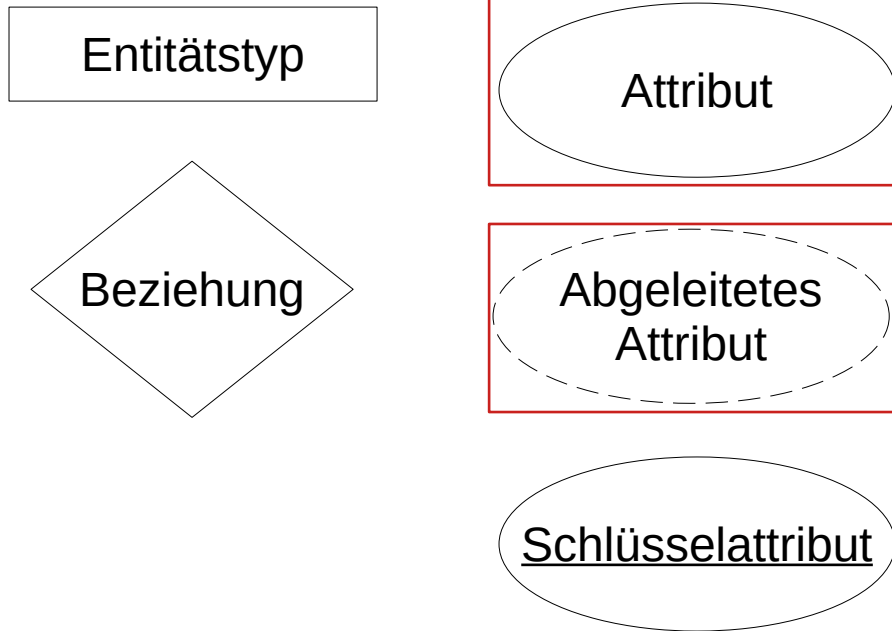 Entitätstyp
Attribut
Beziehung
Abgeleitetes
Attribut
Schlüsselattribut